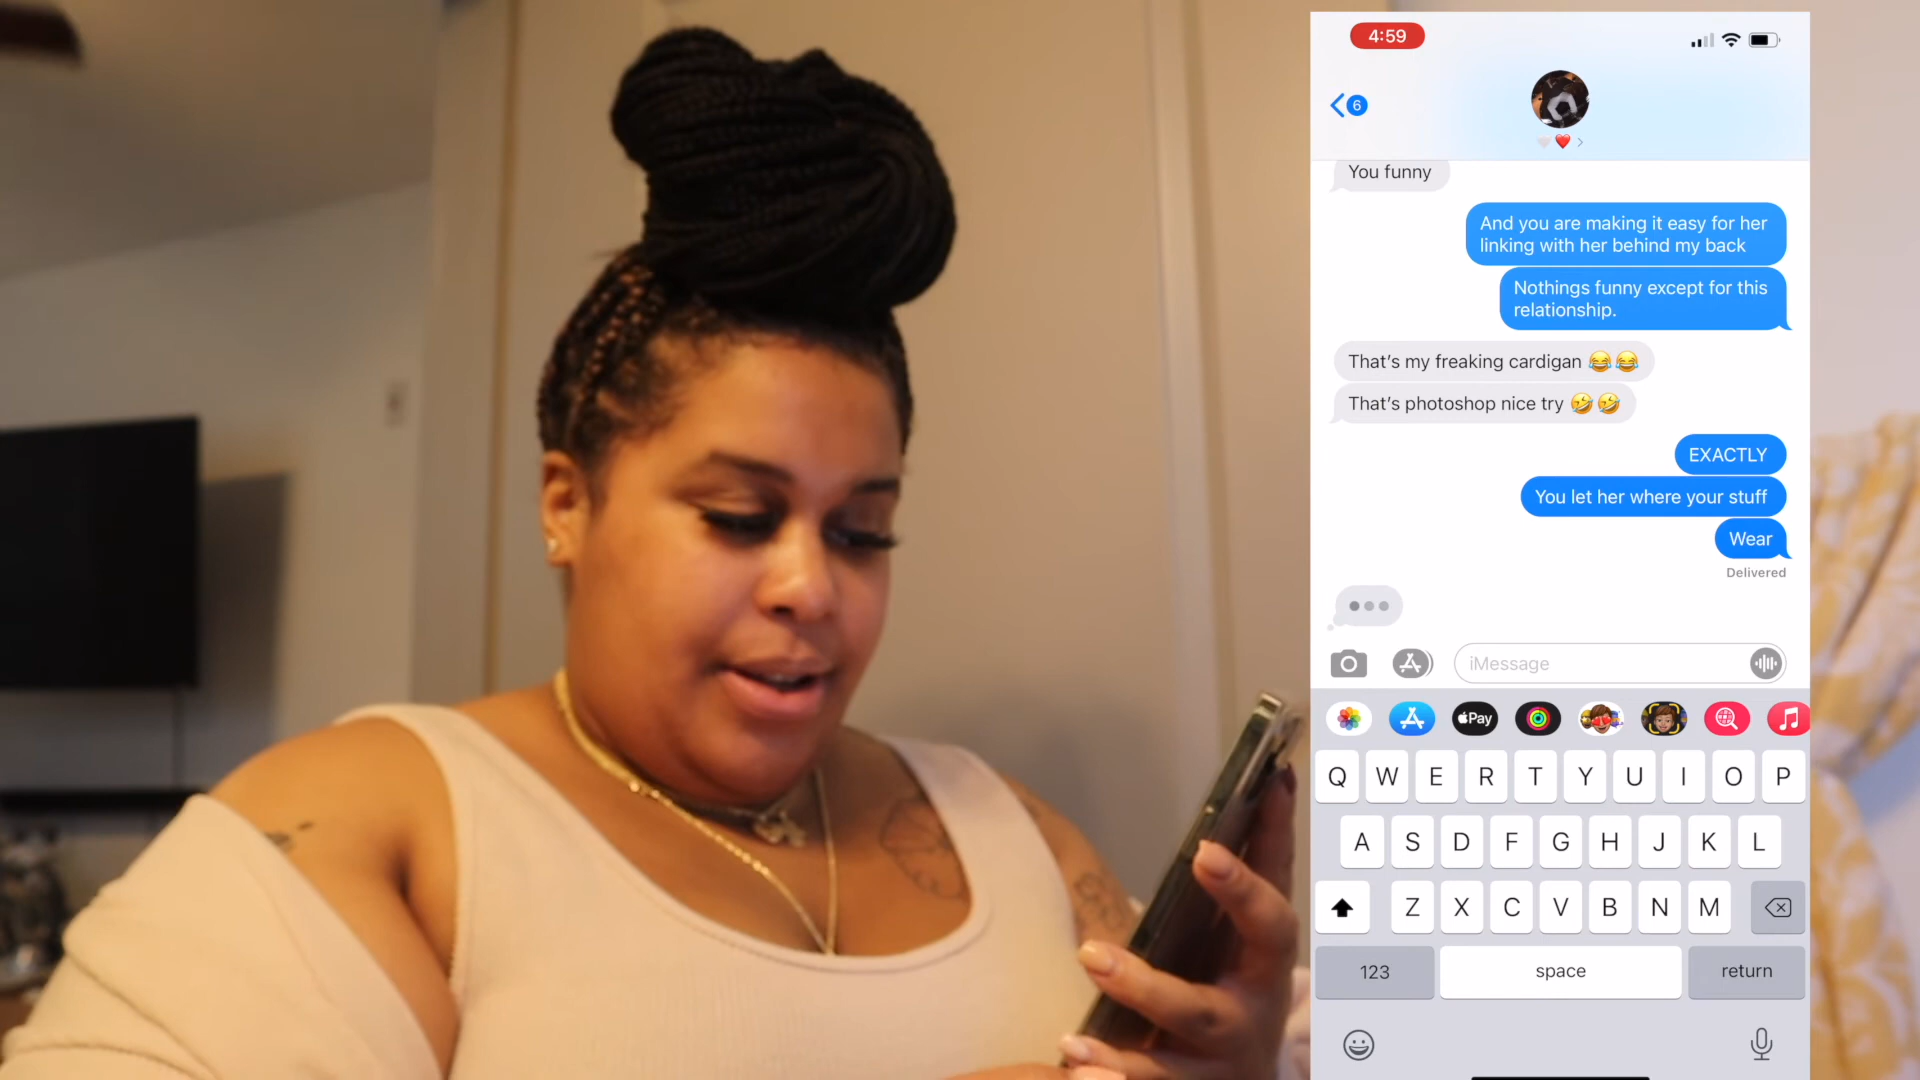 4:59
6
You funny
And you are making it easy for her
linking with her behind my back
Nothings funny except for this
relationship.
That's my freaking cardigan 😂😂
That's photoshop nice try 🤣🤣
EXACTLY
You let her where your stuff
Wear
Delivered
iMessage
Pay
Q W E R T Y U I O P
A S D F G H J K L
Z X C V B N M
123 space return